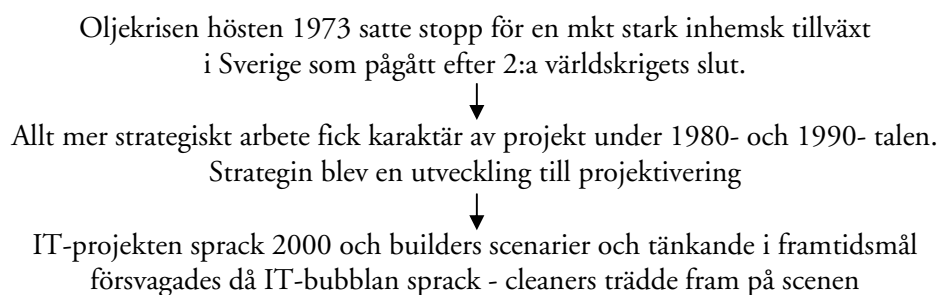 Oljekrisen hösten 1973 satte stopp för en mkt stark inhemsk tillväxt
i Sverige som pågått efter 2:a världskrigets slut.
Allt mer strategiskt arbete fick karaktär av projekt under 1980- och 1990- talen.
Strategin blev en utveckling till projektivering
IT-projekten sprack 2000 och builders scenarier och tänkande i framtidsmål
försvagades då IT-bubblan sprack - cleaners trädde fram på scenen